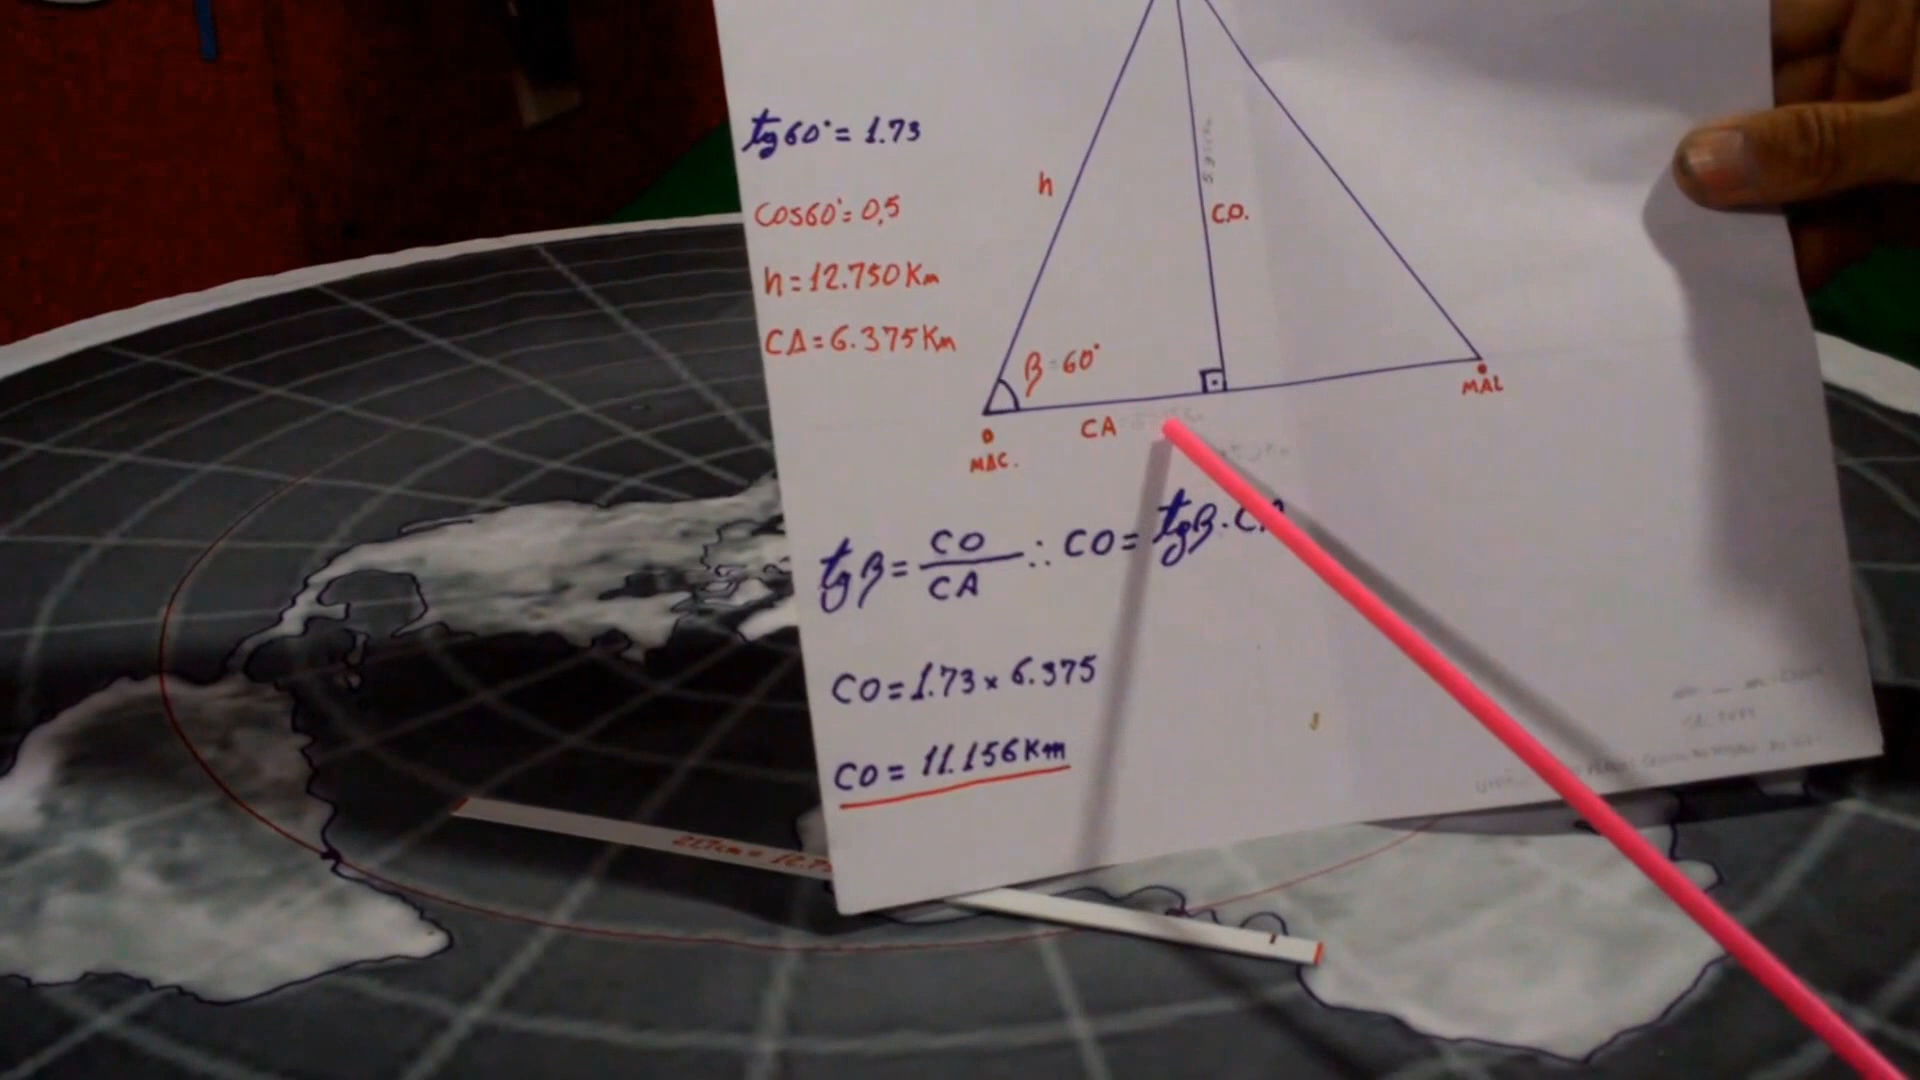 tg60°= 1.73
cos60°= 0,5
h = 12.750 Km
CA = 6.375 Km
h
C.O.
β = 60°
CA
MAC.
MAL
tgβ = CO / CA ∴ CO = tgβ . CA
CO = 1.73 x 6.375
CO = 11.156 Km